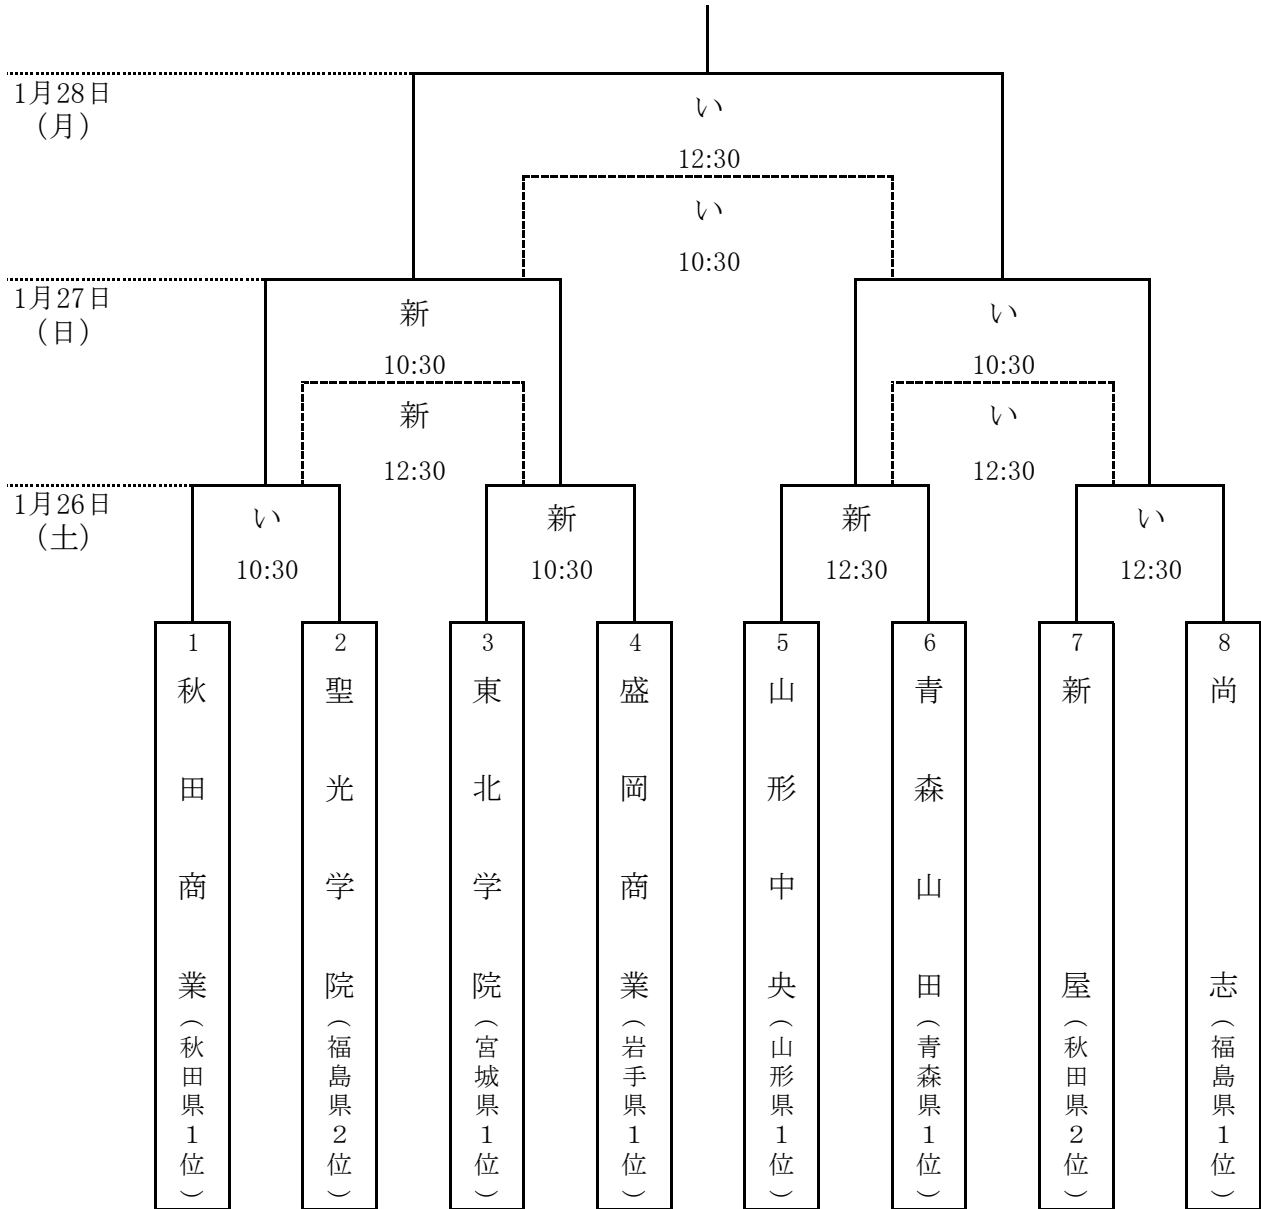 1月28日
（月）
い
12:30
い
10:30
1月27日
（日）
新
10:30
新
12:30
い
10:30
い
12:30
1月26日
（土）
い
10:30
新
10:30
新
12:30
い
12:30
1
秋田商業（秋田県１位）
2
聖光学院（福島県２位）
3
東北学院（宮城県１位）
4
盛岡商業（岩手県１位）
5
山形中央（山形県１位）
6
青森山田（青森県１位）
7
新屋（秋田県２位）
8
尚志（福島県１位）